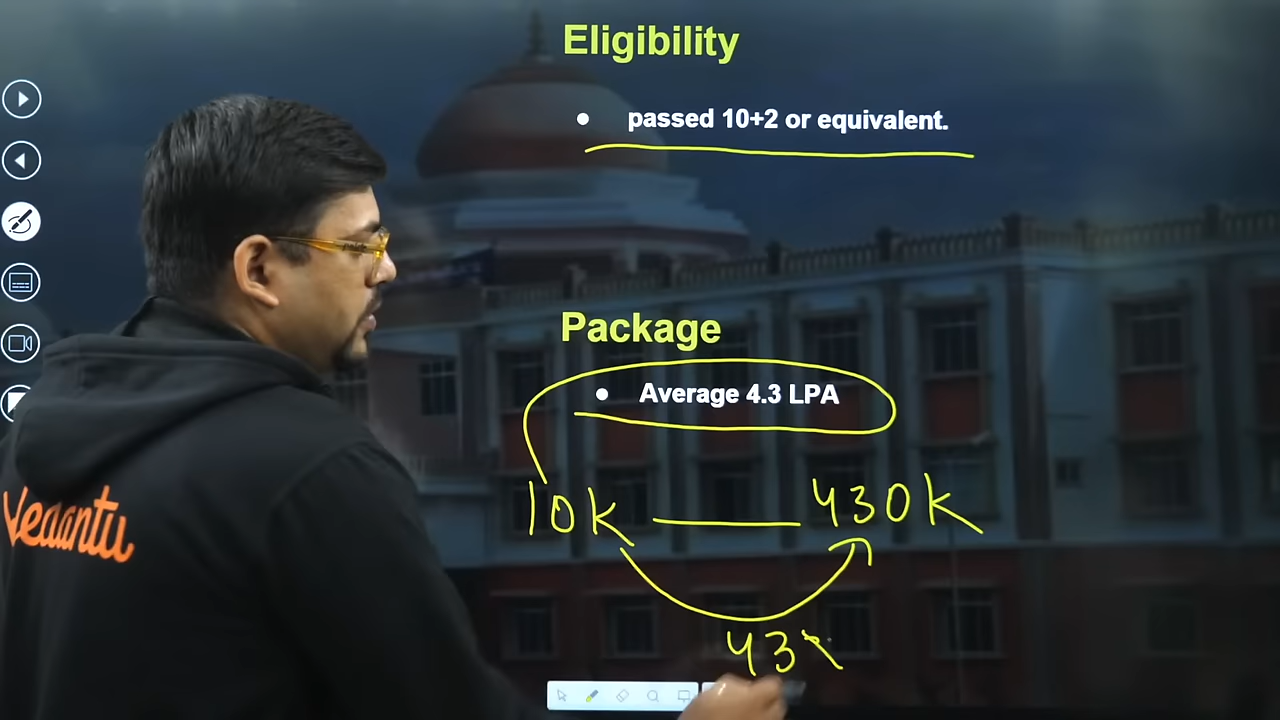 Eligibility
• passed 10+2 or equivalent.
Package
• Average 4.3 LPA
10k — 430k
43x
Vedantu